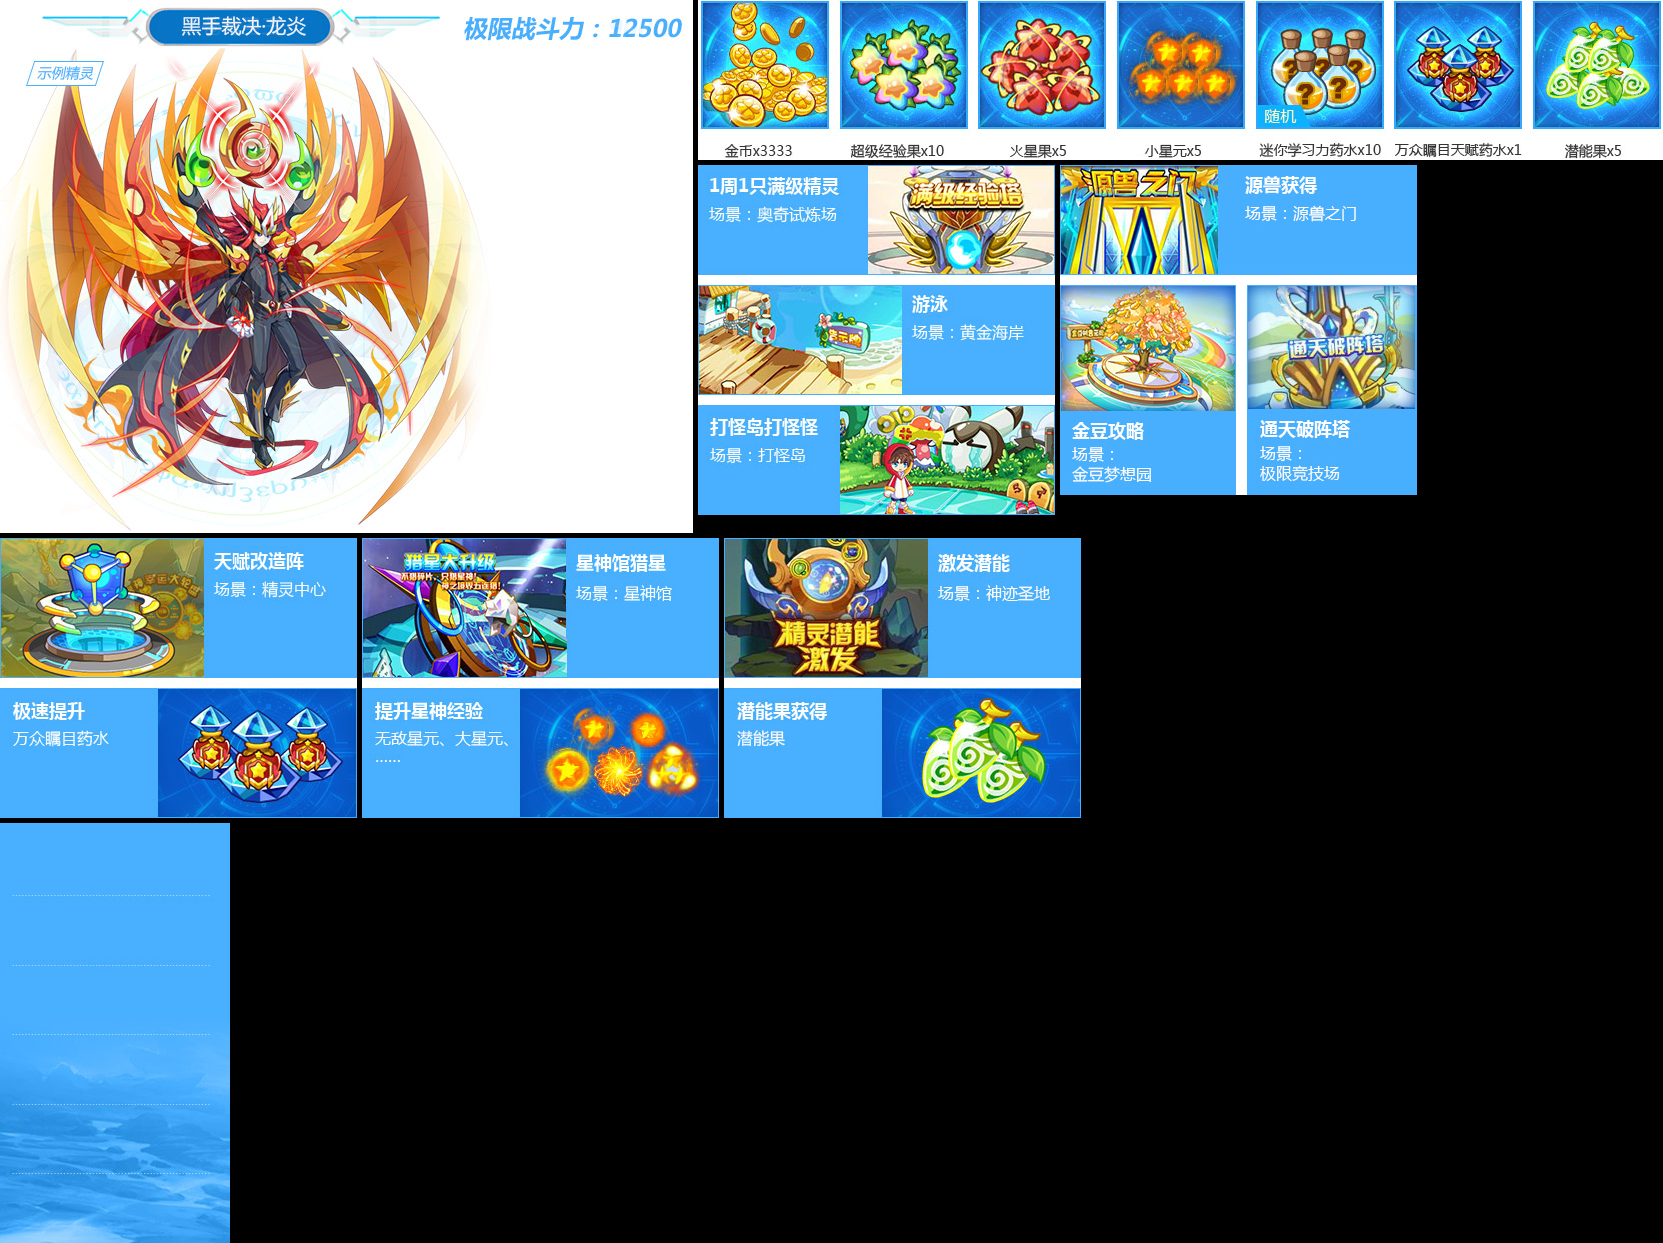 黑手裁决·龙炎
极限战斗力：12500
示例精灵
随机
金币x3333
超级经验果x10
火星果x5
小星元x5
迷你学习力药水x10
万众瞩目天赋药水x1
潜能果x5
1周1只满级精灵
场景：奥奇试炼场
满级经验塔
源兽之门
源兽获得
场景：源兽之门
游泳
场景：黄金海岸
打怪岛打怪怪
场景：打怪岛
金豆攻略
场景：
金豆梦想园
通天破阵塔
通天破阵塔
场景：
极限竞技场
天赋改造阵
场景：精灵中心
猎星大升级
不猎碎片，只猎星神！
星神馆猎星
场景：星神馆
精灵潜能
激发
激发潜能
场景：神迹圣地
极速提升
万众瞩目药水
提升星神经验
无敌星元、大星元、
……
潜能果获得
潜能果